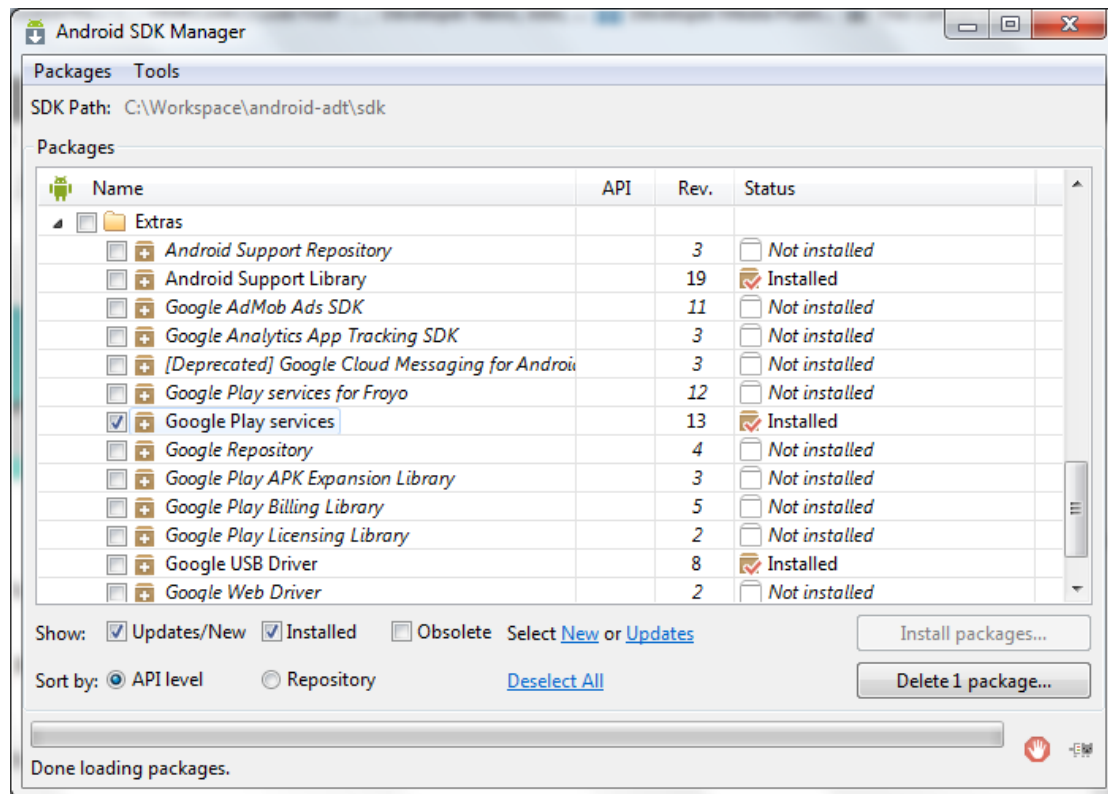 Android SDK Manager
Packages Tools
SDK Path: C:\Workspace\android-adt\sdk
Packages
Name API Rev. Status
Extras
Android Support Repository 3 Not installed
Android Support Library 19 Installed
Google AdMob Ads SDK 11 Not installed
Google Analytics App Tracking SDK 3 Not installed
[Deprecated] Google Cloud Messaging for Android 3 Not installed
Google Play services for Froyo 12 Not installed
Google Play services 13 Installed
Google Repository 4 Not installed
Google Play APK Expansion Library 3 Not installed
Google Play Billing Library 5 Not installed
Google Play Licensing Library 2 Not installed
Google USB Driver 8 Installed
Google Web Driver 2 Not installed
Show: Updates/New Installed Obsolete Select New or Updates Install packages...
Sort by: API level Repository Deselect All Delete 1 package...
Done loading packages.